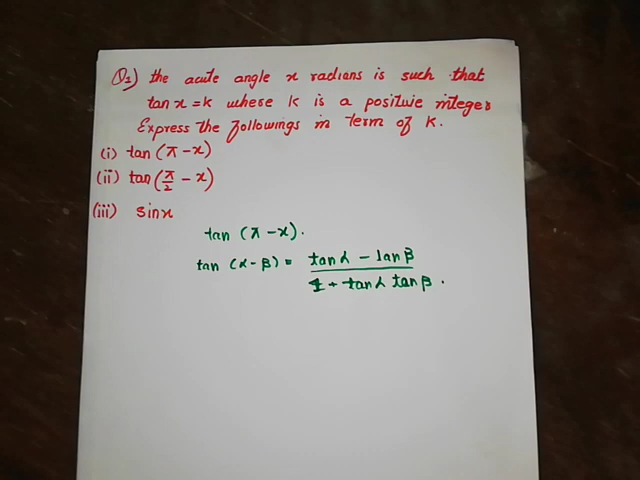 Q1) the acute angle x radians is such that
tan x = k where k is a positive integer
Express the followings in term of k.
(i) tan (π - x)
(ii) tan (π/2 - x)
(iii) sinx
tan (π - x).
tan (α - β) = (tan α - tan β) / (1 + tan α tan β).